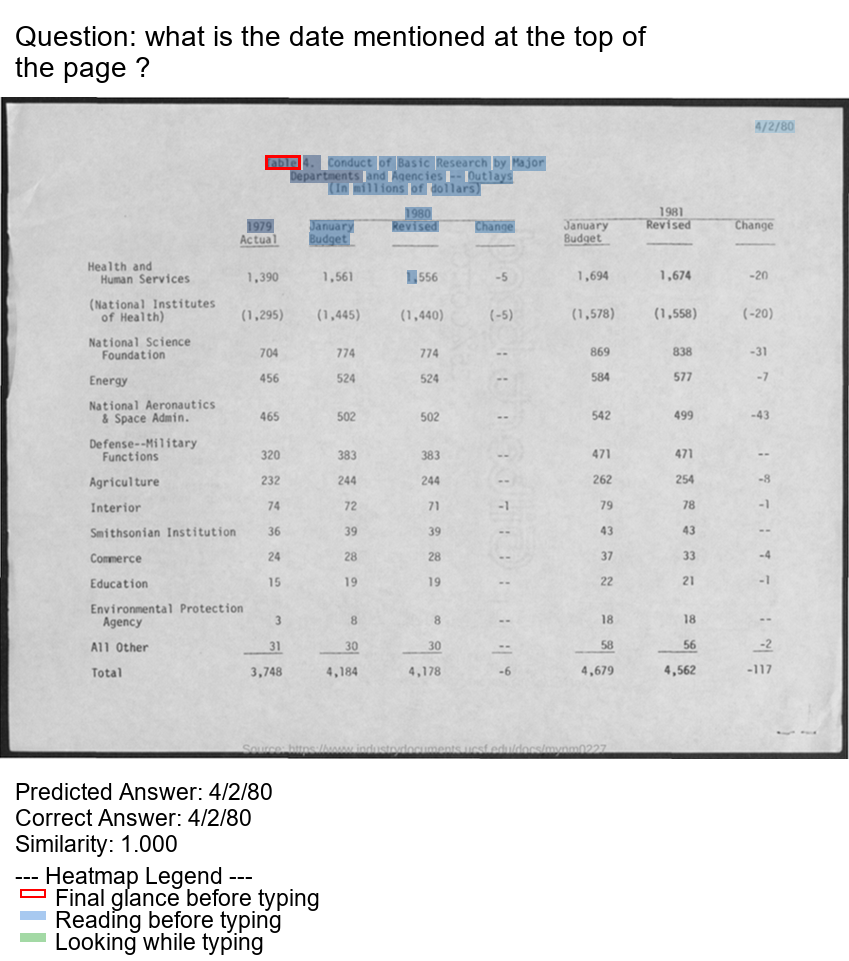 Question: what is the date mentioned at the top of
the page ?
4/2/80
Table 4. Conduct of Basic Research by Major
Departments and Agencies -- Outlays
(In millions of dollars)
1980 1981
1979 January Revised Change January Revised Change
Actual Budget Budget
Health and
Human Services 1,390 1,561 1,556 -5 1,694 1,674 -20
(National Institutes
of Health) (1,295) (1,445) (1,440) (-5) (1,578) (1,558) (-20)
National Science
Foundation 704 774 774 -- 869 838 -31
Energy 456 524 524 -- 584 577 -7
National Aeronautics
& Space Admin. 465 502 502 -- 542 499 -43
Defense--Military
Functions 320 383 383 -- 471 471 --
Agriculture 232 244 244 -- 262 254 -8
Interior 74 72 71 -1 79 78 -1
Smithsonian Institution 36 39 39 -- 43 43 --
Commerce 24 28 28 -- 37 33 -4
Education 15 19 19 -- 22 21 -1
Environmental Protection
Agency 3 8 8 -- 18 18 --
All Other 31 30 30 -- 58 56 -2
Total 3,748 4,184 4,178 -6 4,679 4,562 -117
Source: https://www.industrydocuments.ucsf.edu/docs/mynm0227
Predicted Answer: 4/2/80
Correct Answer: 4/2/80
Similarity: 1.000
--- Heatmap Legend ---
Final glance before typing
Reading before typing
Looking while typing